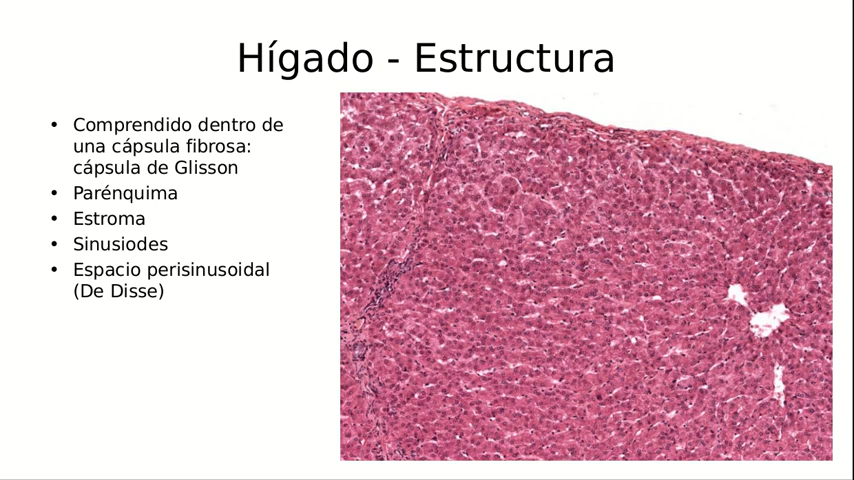 Hígado - Estructura
• Comprendido dentro de
una cápsula fibrosa:
cápsula de Glisson
• Parénquima
• Estroma
• Sinusiodes
• Espacio perisinusoidal
(De Disse)